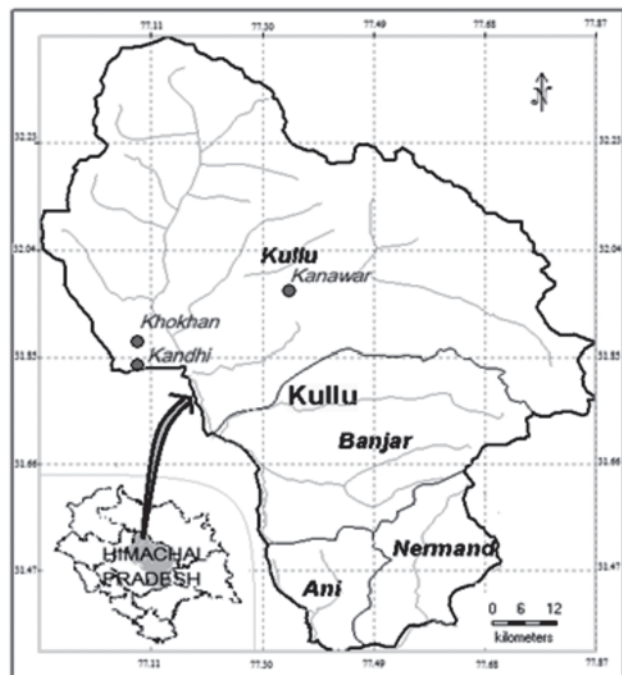 77.11 77.30 77.49 77.68 77.87
N
32.23 32.23
32.04 32.04
Kullu
Kanawar
Khokhan
31.85 31.85
Kandhi
Kullu
Banjar
31.66 31.66
HIMACHAL
PRADESH
Nermand
31.47 31.47
Ani
0 6 12
kilometers
77.11 77.30 77.49 77.68 77.87